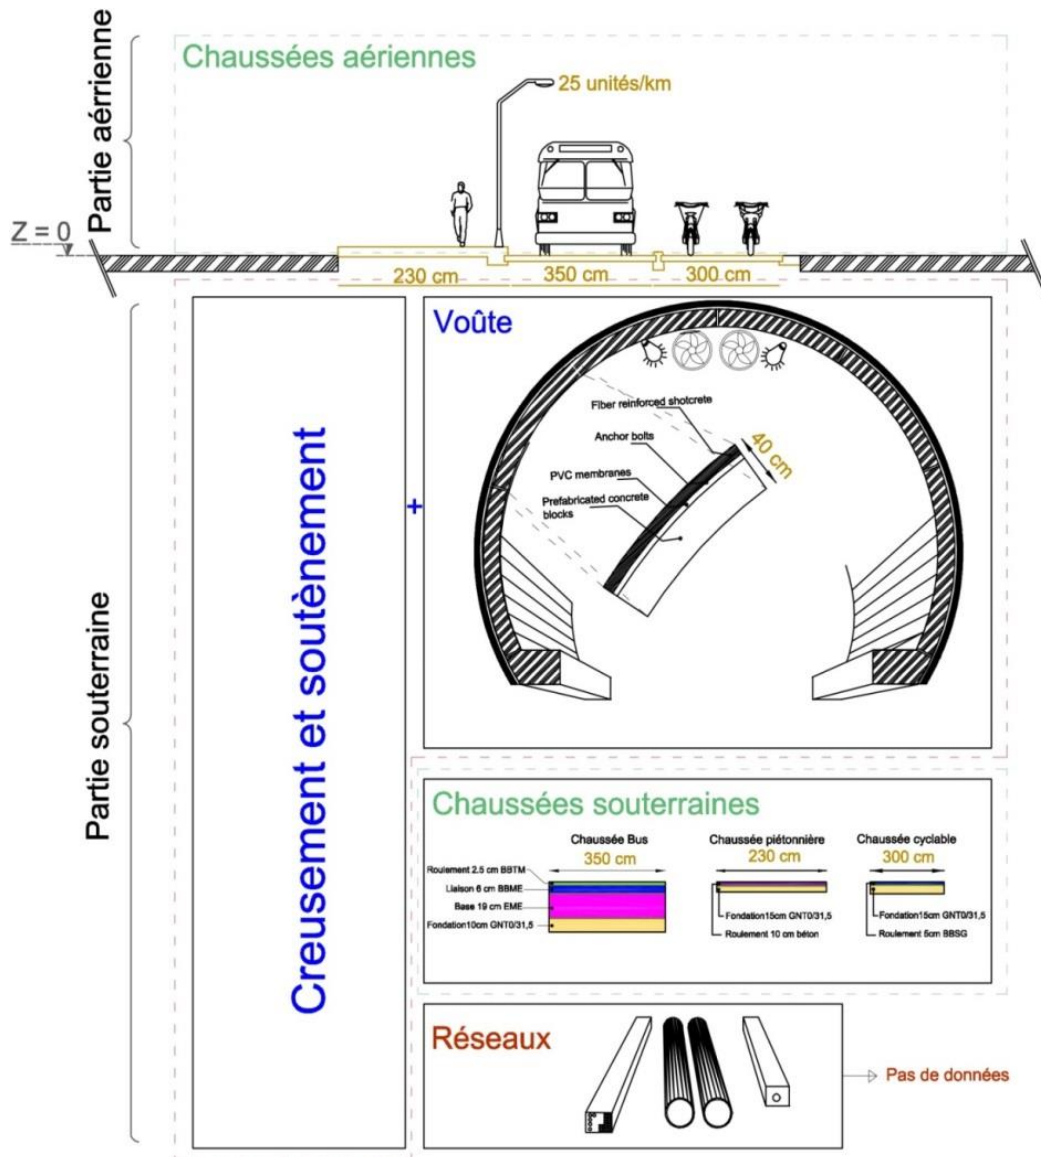 Partie aérrienne
Chaussées aériennes
25 unités/km
Z = 0
230 cm
350 cm
300 cm
Partie souterraine
Creusement et soutènement
+
Voûte
Fiber reinforced shotcrete
Anchor bolts
PVC membranes
Prefabricated concrete
blocks
40 cm
Chaussées souterraines
Chaussée Bus
350 cm
Roulement 2.5 cm BBTM
Liaison 6 cm BBME
Base 19 cm EME
Fondation10cm GNT0/31,5
Chaussée piétonnière
230 cm
Fondation15cm GNT0/31,5
Roulement 10 cm béton
Chaussée cyclable
300 cm
Fondation15cm GNT0/31,5
Roulement 5cm BBSG
Réseaux
Pas de données